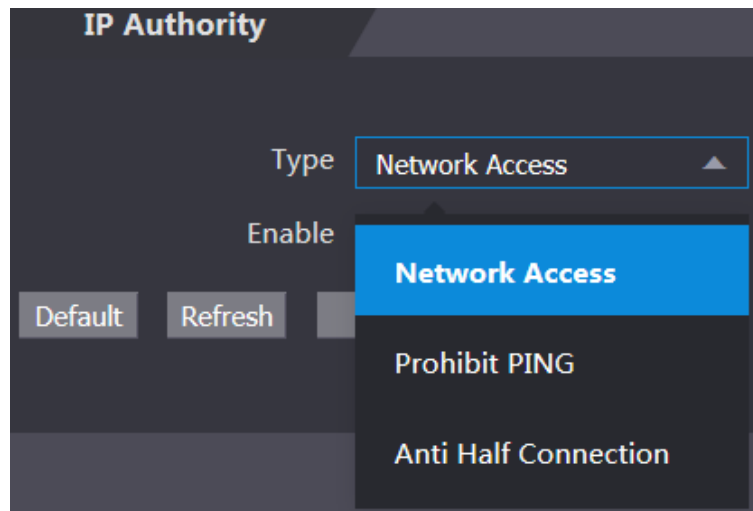 IP Authority
Type Network Access
Enable
Network Access
Default Refresh
Prohibit PING
Anti Half Connection